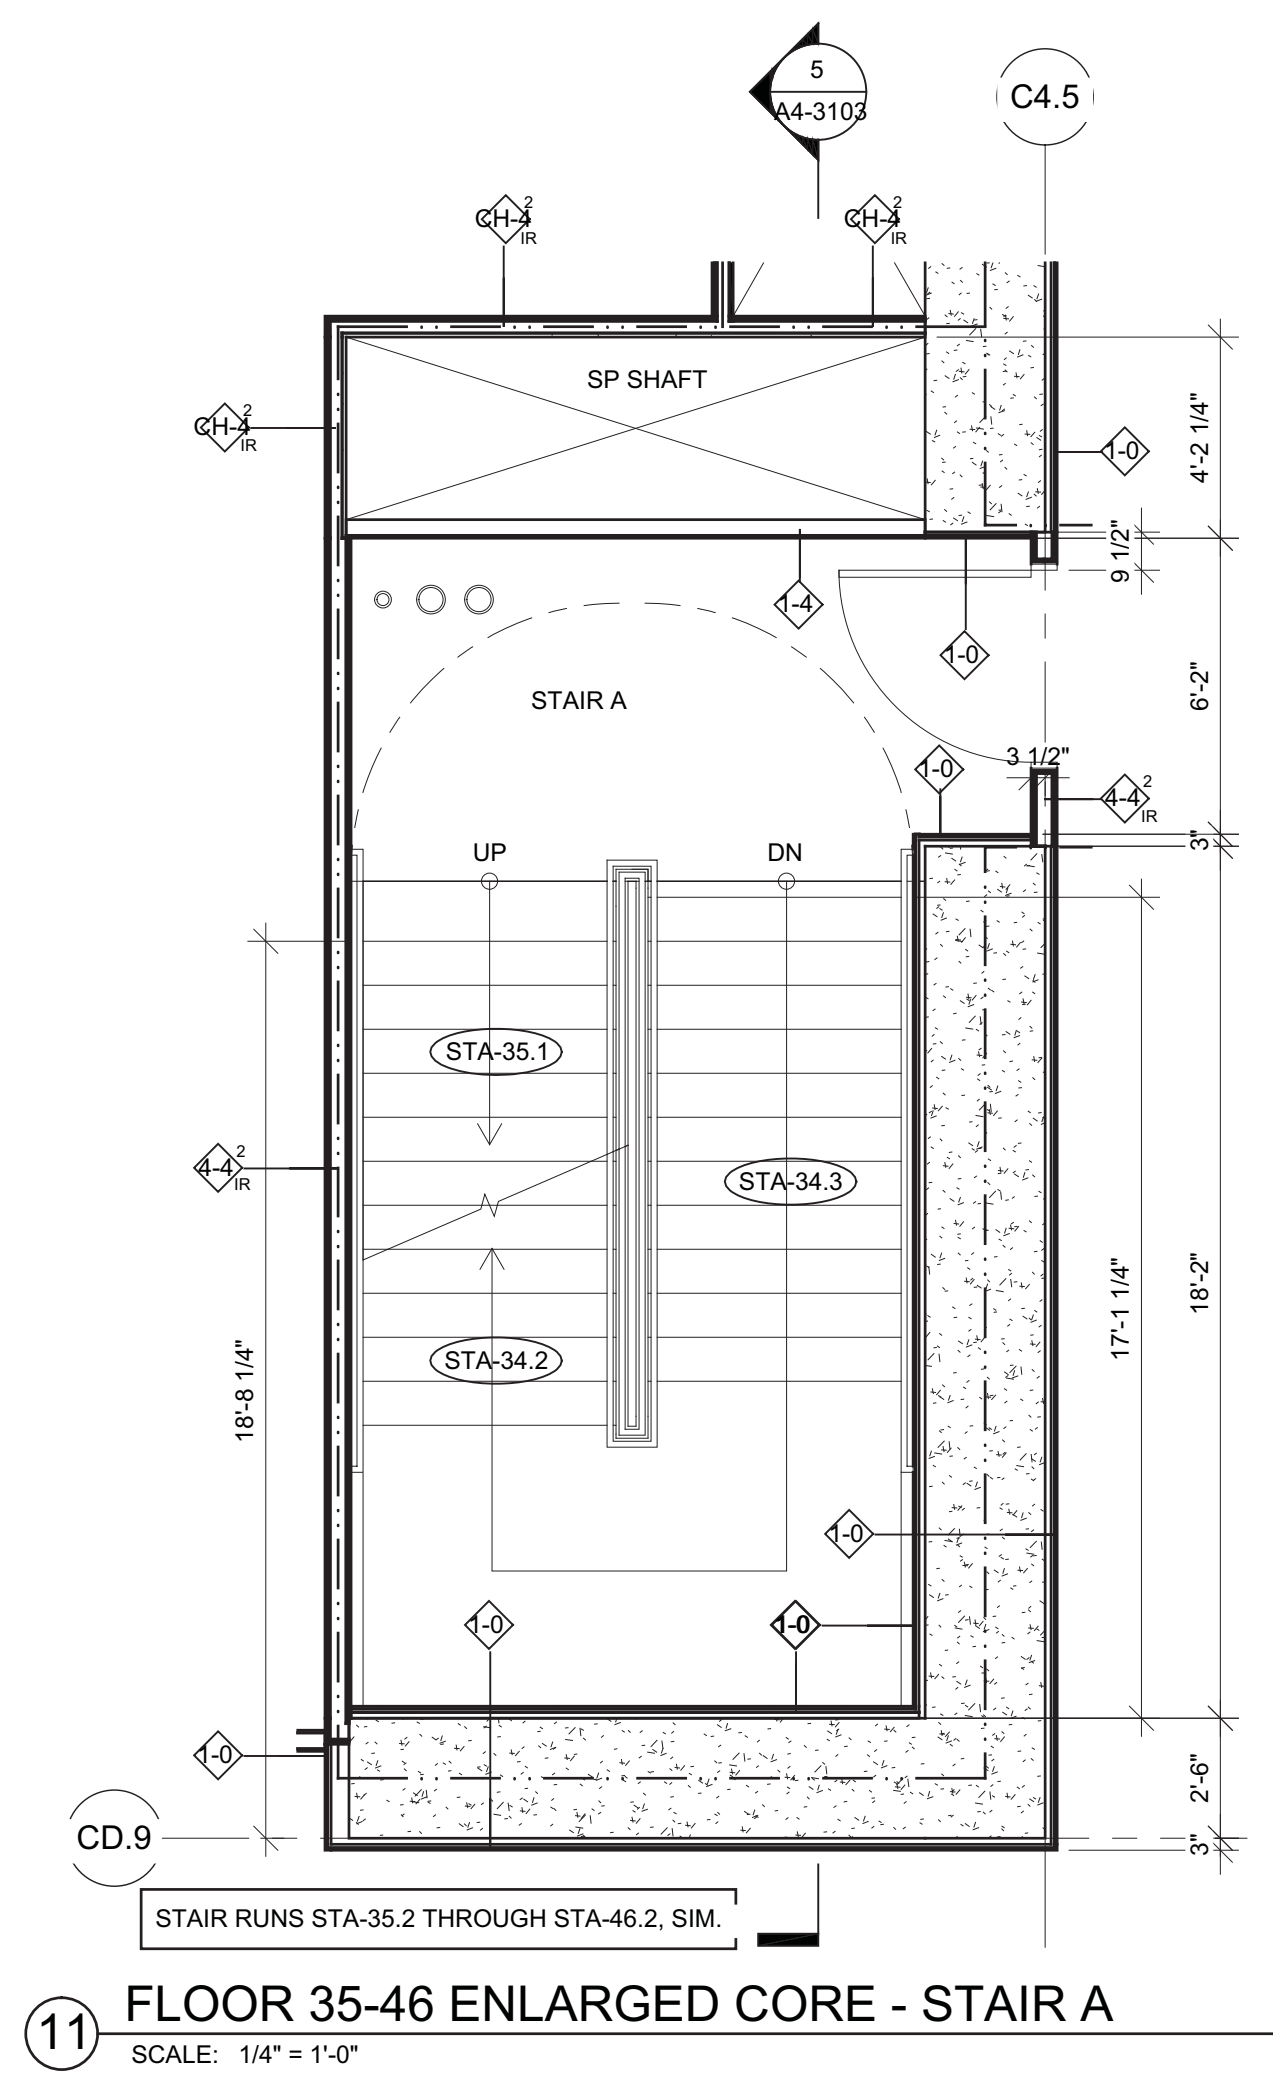 5
A4-3103
C4.5
CH-4
2
IR
CH-4
2
IR
SP SHAFT
CH-4
2
IR
1-0
4'-2 1/4"
9 1/2"
1-4
1-0
6'-2"
STAIR A
3 1/2"
1-0
4-4
2
IR
3"
UP
DN
STA-35.1
4-4
2
IR
STA-34.3
STA-34.2
18'-8 1/4"
17'-1 1/4"
18'-2"
1-0
1-0
1-0
1-0
2'-6"
CD.9
3"
STAIR RUNS STA-35.2 THROUGH STA-46.2, SIM.
11
FLOOR 35-46 ENLARGED CORE - STAIR A
SCALE: 1/4" = 1'-0"